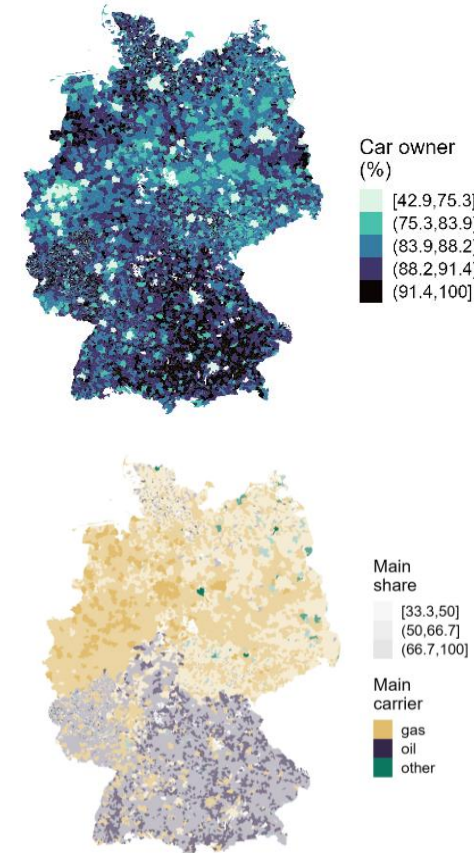 Car owner
(%)
[42.9,75.3]
(75.3,83.9]
(83.9,88.2]
(88.2,91.4]
(91.4,100]
Main
share
[33.3,50]
(50,66.7]
(66.7,100]
Main
carrier
gas
oil
other